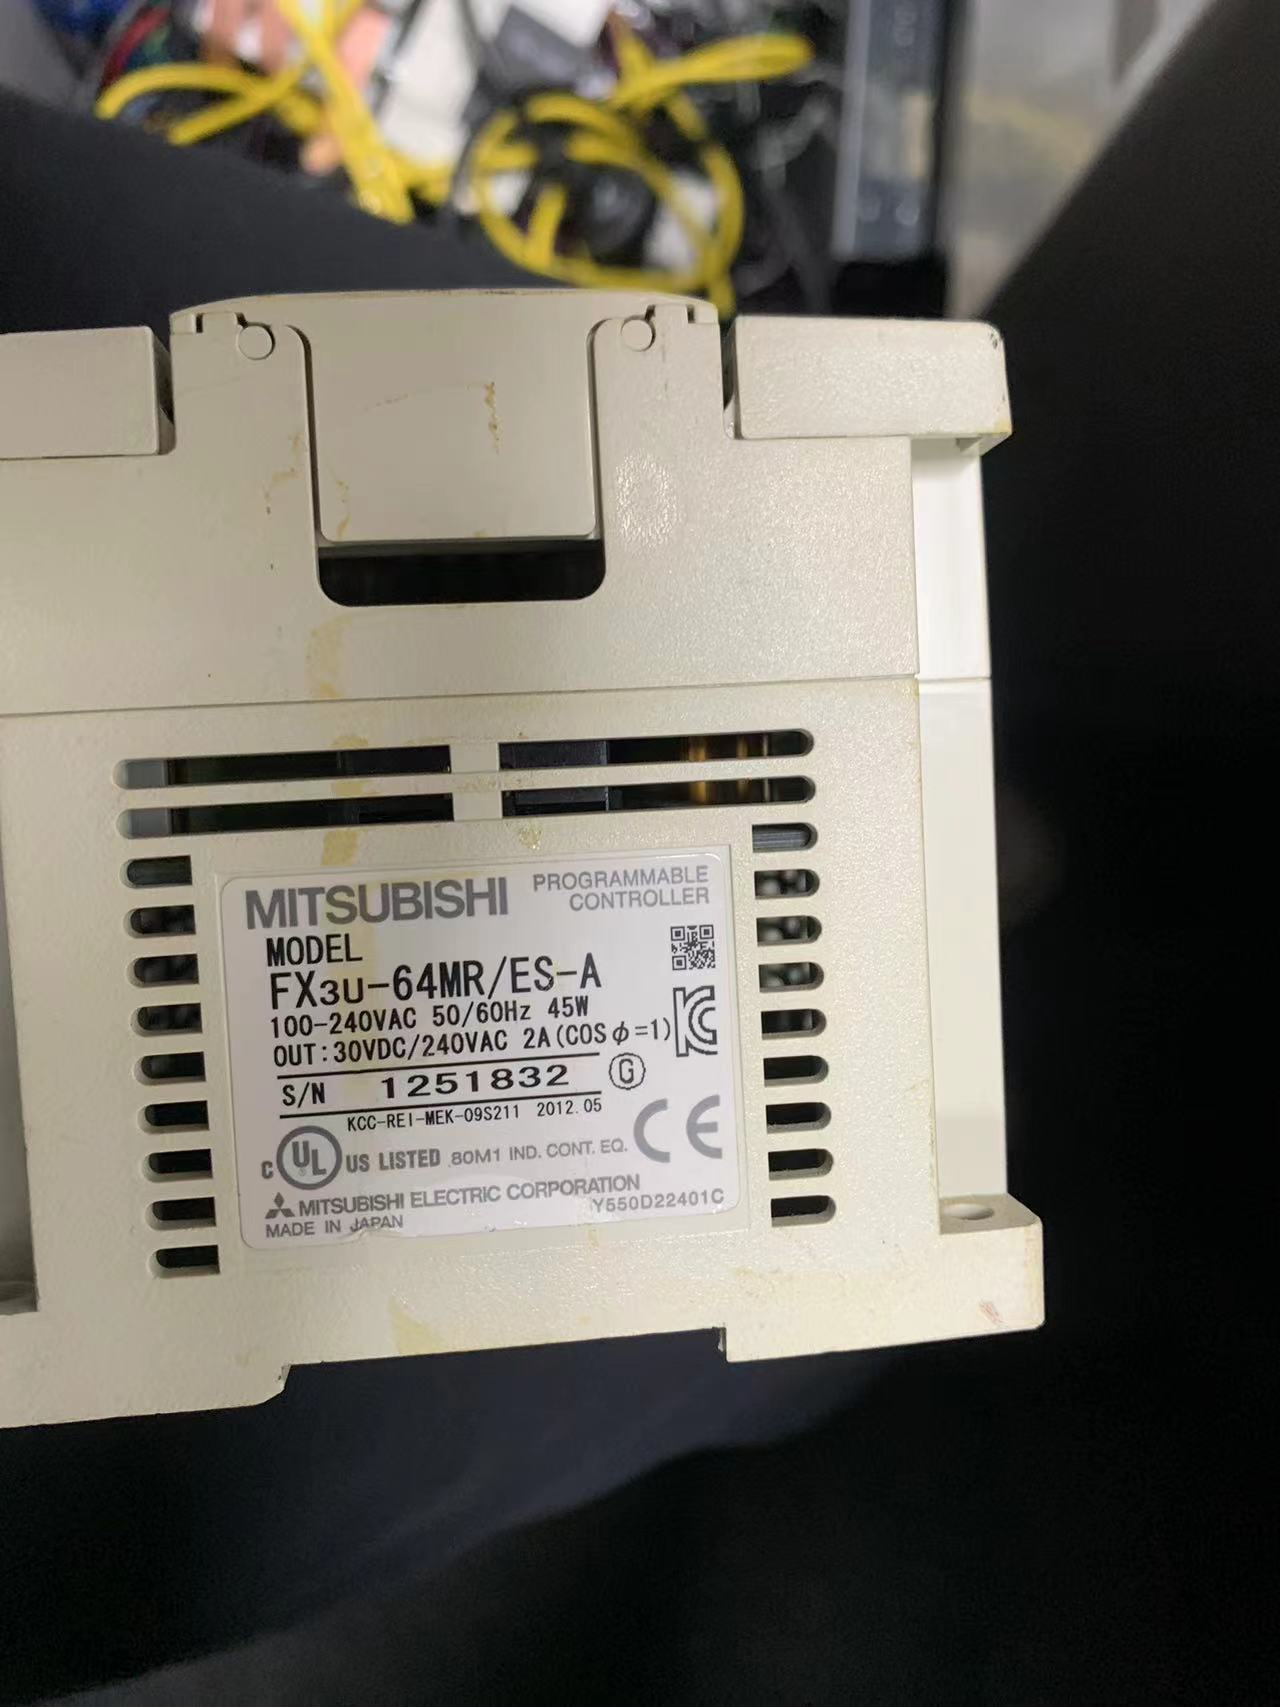 MITSUBISHI PROGRAMMABLE CONTROLLER
MODEL
FX3U-64MR/ES-A
100-240VAC 50/60Hz 45W
OUT:30VDC/240VAC 2A(COSφ=1)
S/N 1251832 G
KCC-REI-MEK-09S211 2012.05
C UL US LISTED 80M1 IND. CONT. EQ. CE
MITSUBISHI ELECTRIC CORPORATION
MADE IN JAPAN Y550D22401C